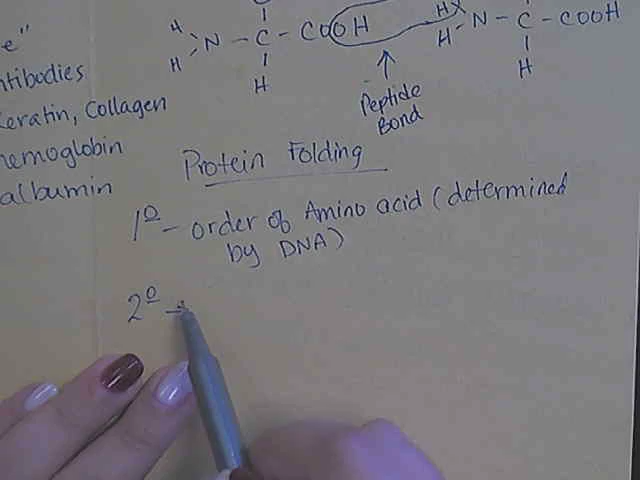 e"
ntibodies
Keratin, Collagen
hemoglobin
albumin
H
H
N - C - COOH
H
HX
H
N - C - COOH
H
Peptide
Bond
Protein Folding
1º - order of Amino acid (determined
by DNA)
2º -